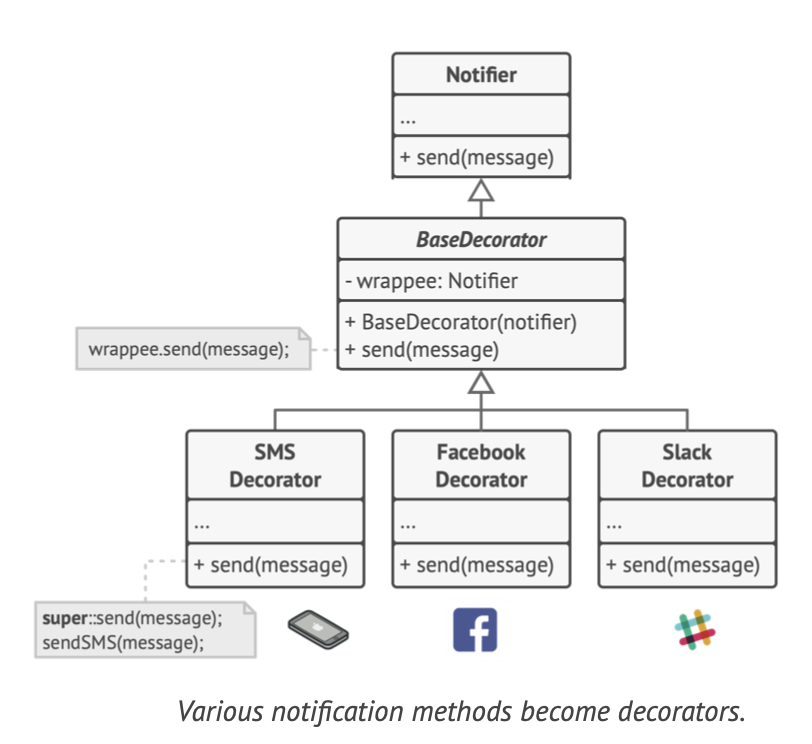 Notifier
...
+ send(message)
BaseDecorator
- wrappee: Notifier
+ BaseDecorator(notifier)
+ send(message)
wrappee.send(message);
SMS
Decorator
...
+ send(message)
Facebook
Decorator
...
+ send(message)
Slack
Decorator
...
+ send(message)
super::send(message);
sendSMS(message);
Various notification methods become decorators.